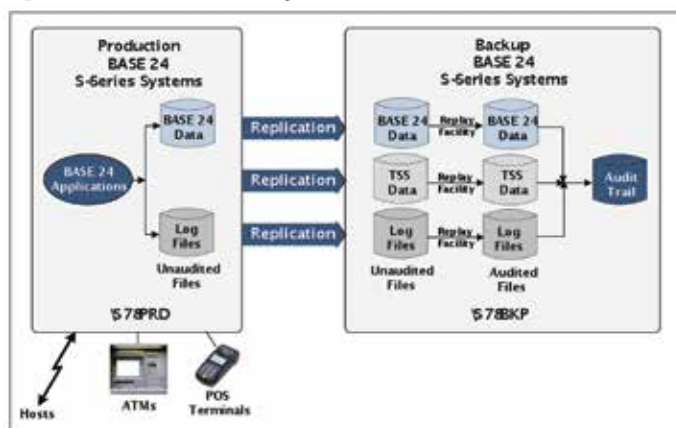 Production
BASE 24
S-Series Systems
BASE 24
Applications
BASE 24
Data
Log
Files
Unaudited
Files
\S78PRD
Hosts
ATMs
POS
Terminals
Replication
Replication
Replication
Backup
BASE 24
S-Series Systems
BASE 24
Data
Replay
Facility
BASE 24
Data
TSS
Data
Replay
Facility
TSS
Data
Log
Files
Replay
Facility
Log
Files
Unaudited
Files
Audited
Files
Audit
Trail
\S78BKP